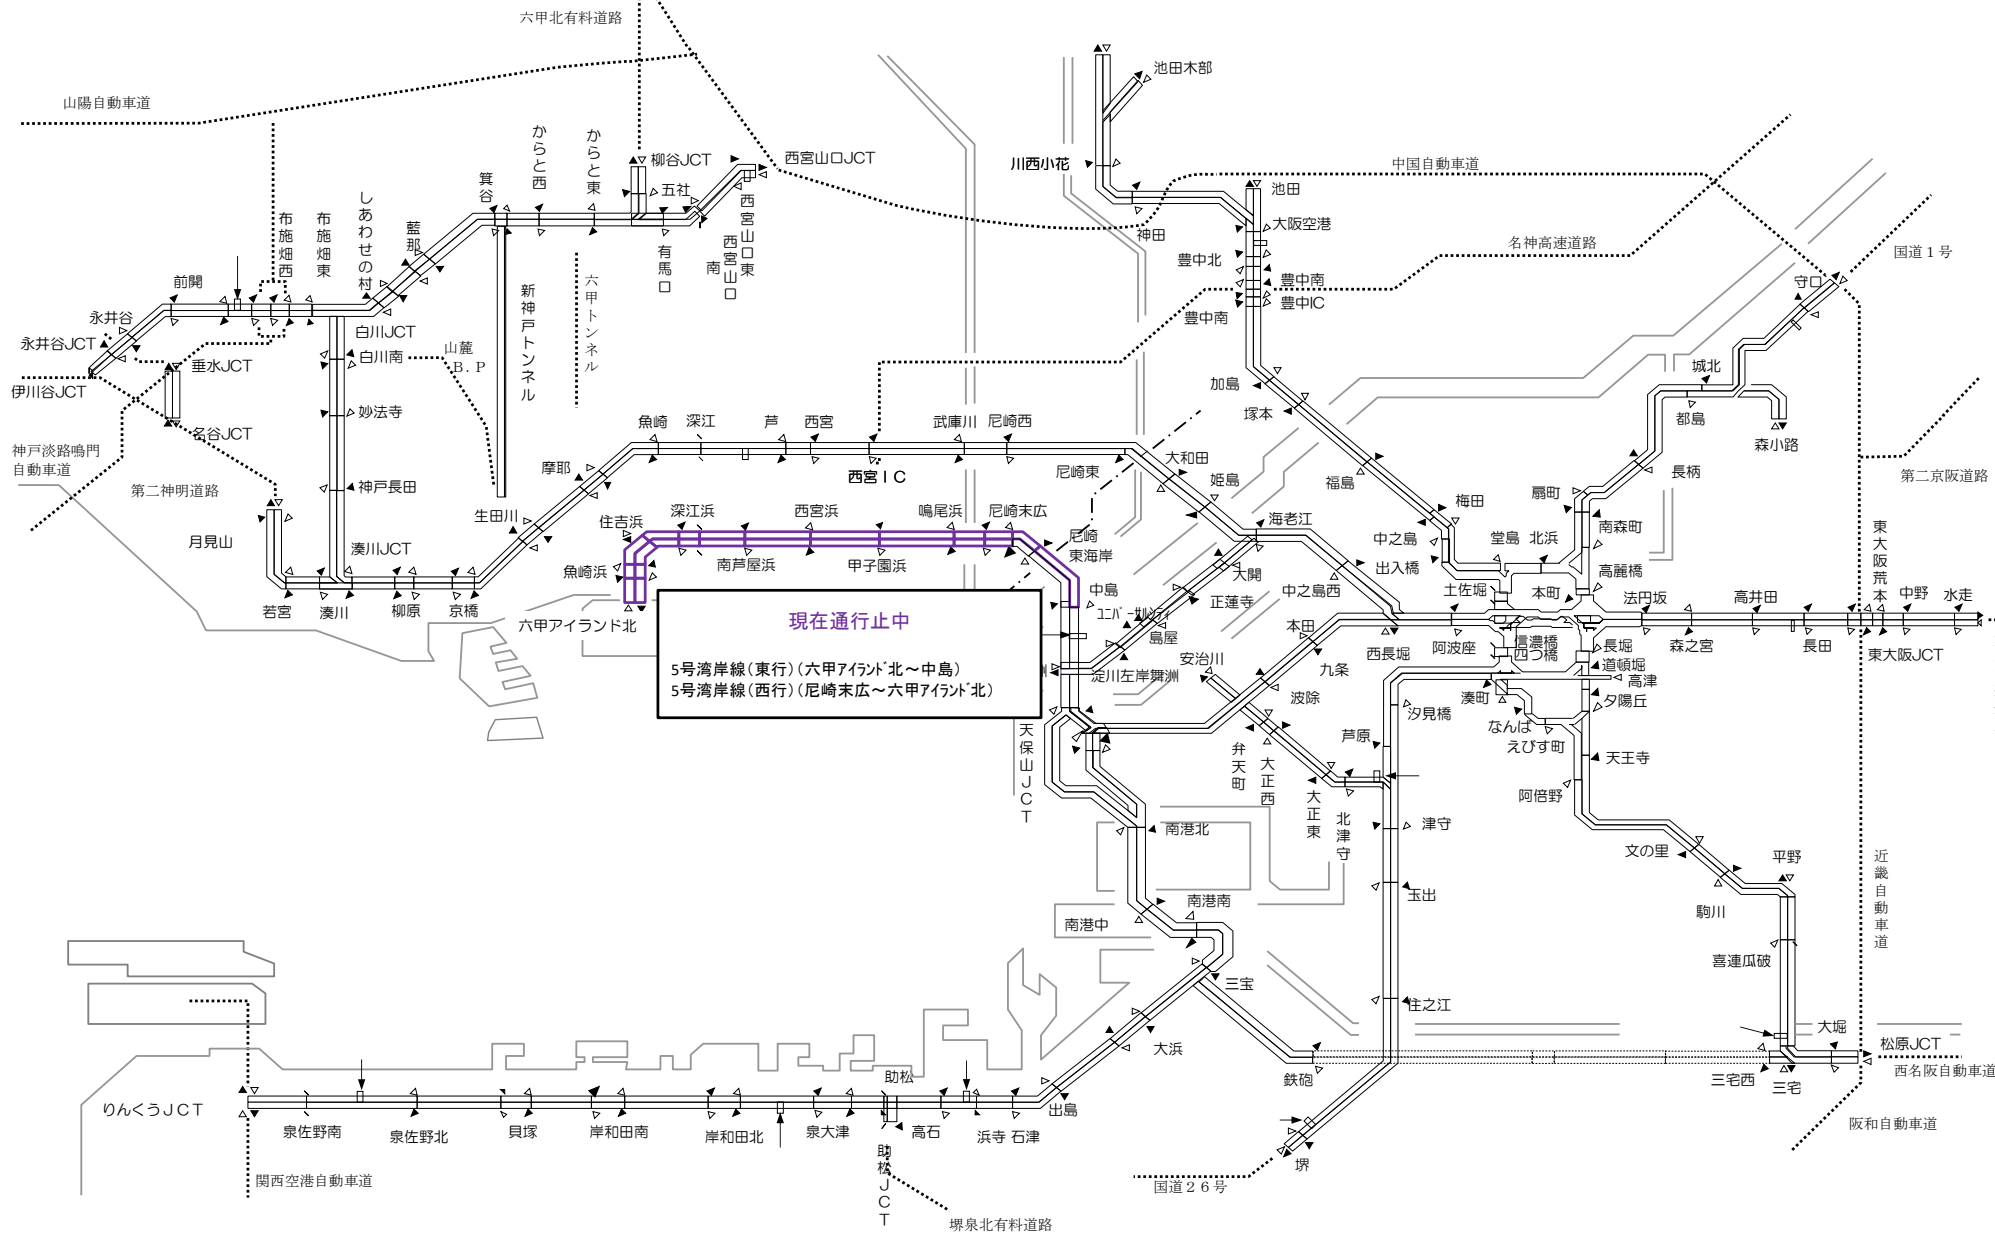 六甲北有料道路
池田木部
山陽自動車道
からと西
からと東
柳谷JCT
西宮山口JCT
川西小花
中国自動車道
箕谷
五社
池田
しあわせの村
布施畑西
布施畑東
藍那
西宮山口東
西宮山口南
大阪空港
神田
名神高速道路
国道1号
有馬口
豊中北
前開
新神戸トンネル
六甲トンネル
豊中南
守口
豊中IC
永井谷
豊中南
白川JCT
永井谷JCT
山麓
B.P
白川南
垂水JCT
城北
伊川谷JCT
加島
妙法寺
塚本
都島
魚崎
深江
芦
西宮
武庫川
尼崎西
名谷JCT
森小路
神戸淡路鳴門
自動車道
尼崎東
大和田
摩耶
西宮IC
姫島
長柄
第二京阪道路
神戸長田
第二神明道路
福島
扇町
梅田
生田川
住吉浜
深江浜
西宮浜
鳴尾浜
尼崎末広
海老江
南森町
東大阪荒本
尼崎
東海岸
中之島
堂島
北浜
月見山
湊川JCT
南芦屋浜
甲子園浜
魚崎浜
出入橋
高麗橋
大開
中島
中之島西
土佐堀
本町
若宮
湊川
柳原
京橋
正蓮寺
法円坂
高井田
中野
水走
ユニバーサルシティ
六甲アイランド北
現在通行止中
本田
島屋
信濃橋
長堀
西長堀
阿波座
四つ橋
森之宮
長田
東大阪JCT
安治川
九条
道頓堀
5号湾岸線(東行)(六甲アイランド北~中島)
5号湾岸線(西行)(尼崎末広~六甲アイランド北)
淀川左岸舞洲
高津
波除
湊町
夕陽丘
汐見橋
なんば
天保山JCT
芦原
えびす町
弁天町
大正西
天王寺
大正東
阿倍野
北津守
津守
南港北
文の里
平野
近畿自動車道
玉出
南港南
駒川
南港中
喜連瓜破
三宝
住之江
大堀
大浜
松原JCT
西名阪自動車道
助松
鉄砲
三宅西
三宅
りんくうJCT
出島
泉佐野南
泉佐野北
貝塚
岸和田南
岸和田北
泉大津
高石
浜寺
石津
阪和自動車道
助松JCT
堺
関西空港自動車道
国道26号
堺泉北有料道路